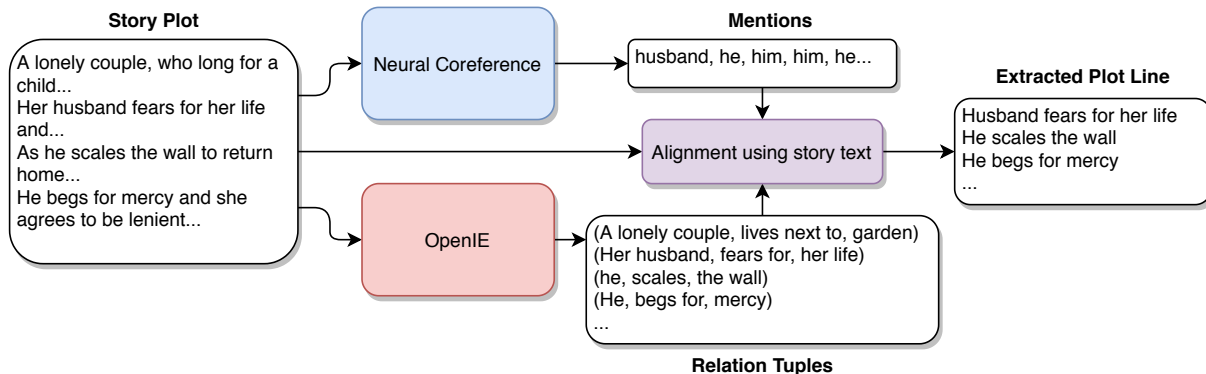 Story Plot
A lonely couple, who long for a
child...
Her husband fears for her life
and...
As he scales the wall to return
home...
He begs for mercy and she
agrees to be lenient...
Neural Coreference
OpenIE
Mentions
husband, he, him, him, he...
Alignment using story text
(A lonely couple, lives next to, garden)
(Her husband, fears for, her life)
(he, scales, the wall)
(He, begs for, mercy)
...
Relation Tuples
Extracted Plot Line
Husband fears for her life
He scales the wall
He begs for mercy
...